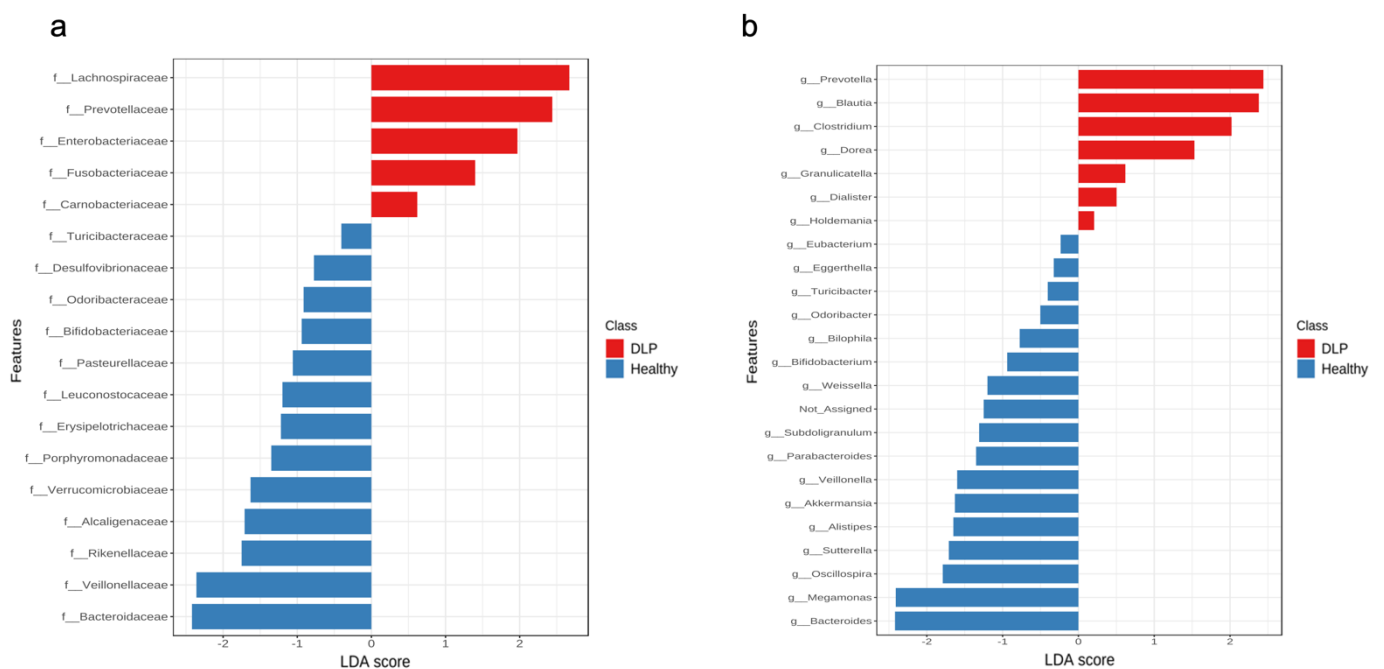 a
f__Lachnospiraceae
f__Prevotellaceae
f__Enterobacteriaceae
f__Fusobacteriaceae
f__Carnobacteriaceae
f__Turicibacteraceae
f__Desulfovibrionaceae
f__Odoribacteraceae
f__Bifidobacteriaceae
f__Pasteurellaceae
f__Leuconostocaceae
f__Erysipelotrichaceae
f__Porphyromonadaceae
f__Verrucomicrobiaceae
f__Alcaligenaceae
f__Rikenellaceae
f__Veillonellaceae
f__Bacteroidaceae
Features
-2 -1 0 1 2
LDA score
Class
DLP
Healthy
b
g__Prevotella
g__Blautia
g__Clostridium
g__Dorea
g__Granulicatella
g__Dialister
g__Holdemania
g__Eubacterium
g__Eggerthella
g__Turicibacter
g__Odoribacter
g__Bilophila
g__Bifidobacterium
g__Weissella
Not_Assigned
g__Subdoligranulum
g__Parabacteroides
g__Veillonella
g__Akkermansia
g__Alistipes
g__Sutterella
g__Oscillospira
g__Megamonas
g__Bacteroides
Features
-2 -1 0 1 2
LDA score
Class
DLP
Healthy